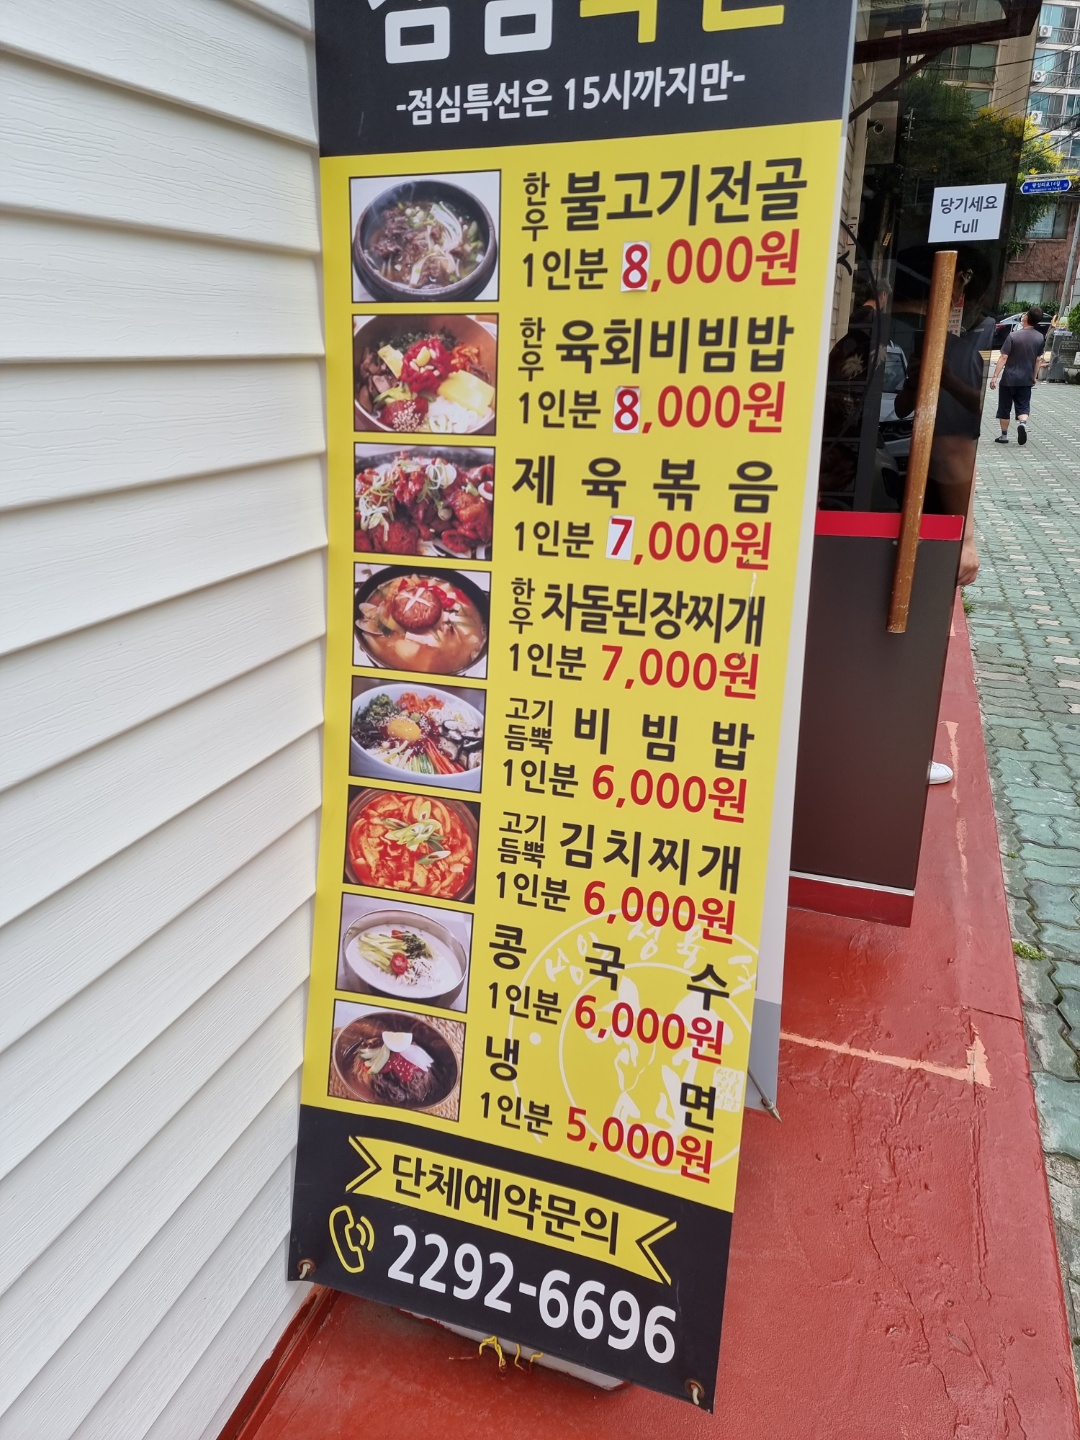 점심특선
-점심특선은 15시까지만-
한우 불고기전골
1인분 8,000원
한우 육회비빔밥
1인분 8,000원
제육볶음
1인분 7,000원
한우 차돌된장찌개
1인분 7,000원
고기듬뿍 비빔밥
1인분 6,000원
고기듬뿍 김치찌개
1인분 6,000원
콩국수
1인분 6,000원
냉면
1인분 5,000원
단체예약문의
2292-6696
당기세요
Full